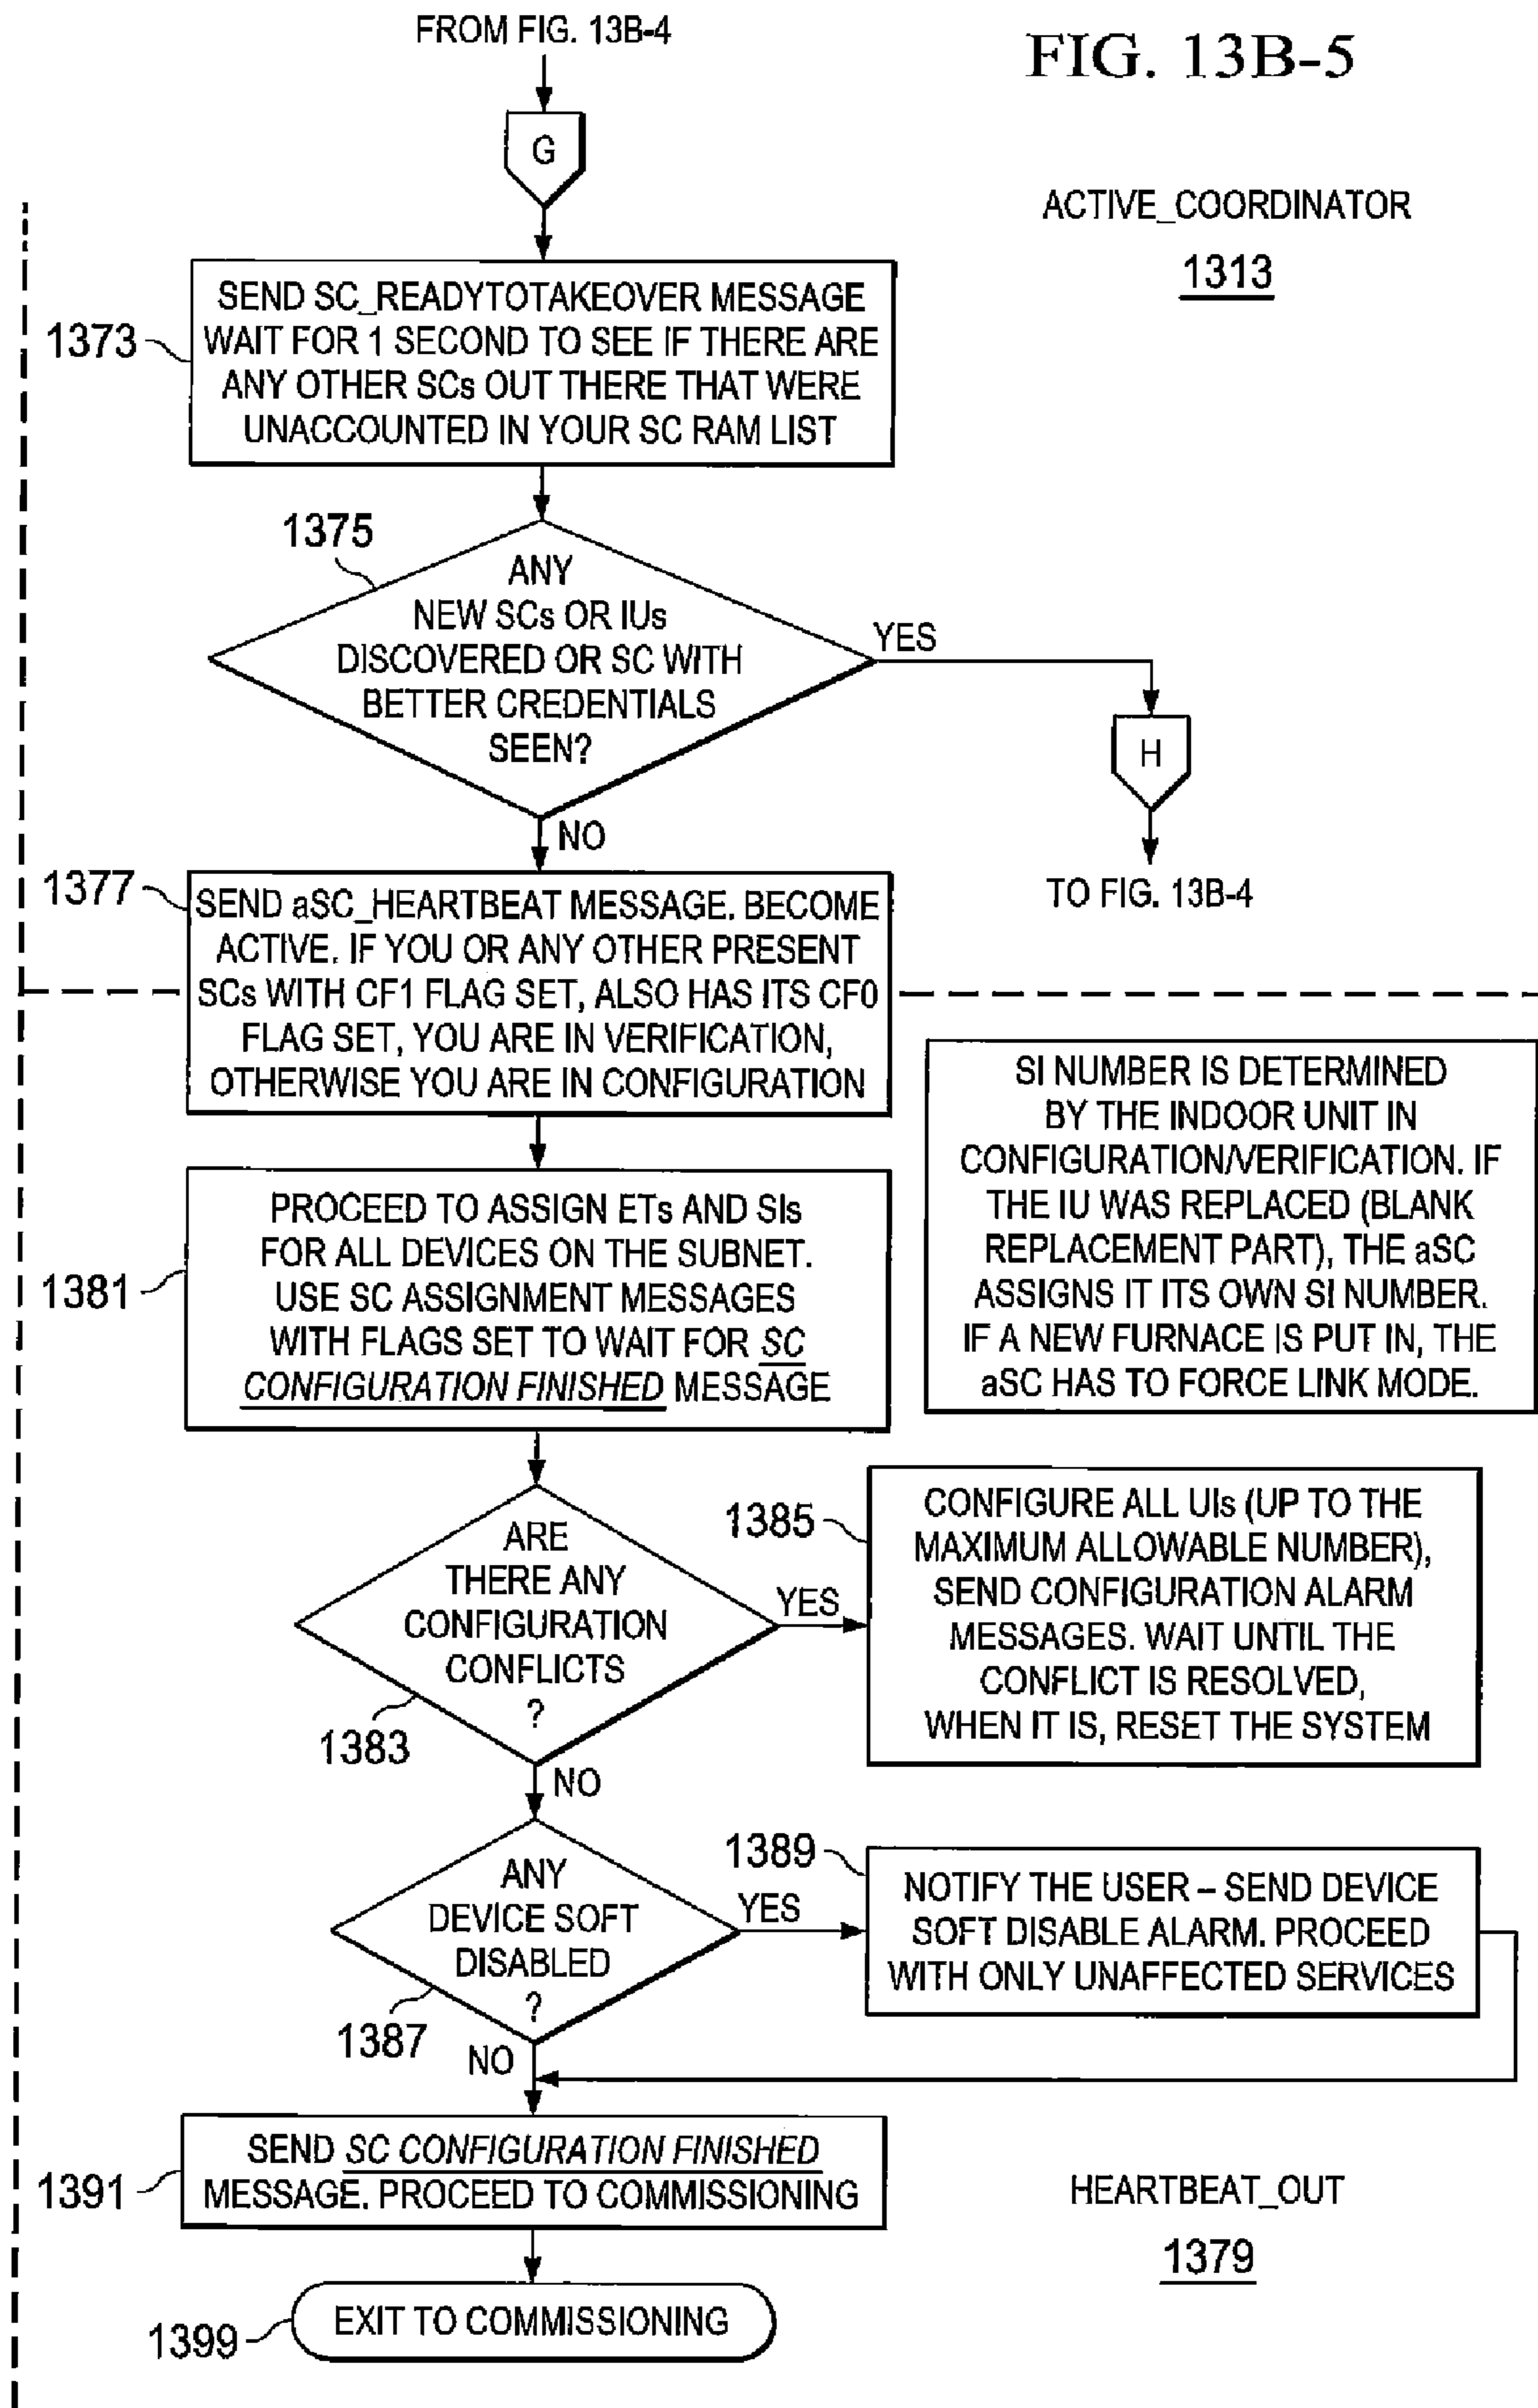 FROM FIG. 13B-4
FIG. 13B-5
G
ACTIVE_COORDINATOR
1313
1373
SEND SC_READYTOTAKEOVER MESSAGE
WAIT FOR 1 SECOND TO SEE IF THERE ARE
ANY OTHER SCs OUT THERE THAT WERE
UNACCOUNTED IN YOUR SC RAM LIST
1375
ANY
NEW SCs OR IUs
DISCOVERED OR SC WITH
BETTER CREDENTIALS
SEEN?
YES
H
TO FIG. 13B-4
NO
1377
SEND aSC_HEARTBEAT MESSAGE. BECOME
ACTIVE. IF YOU OR ANY OTHER PRESENT
SCs WITH CF1 FLAG SET, ALSO HAS ITS CF0
FLAG SET, YOU ARE IN VERIFICATION,
OTHERWISE YOU ARE IN CONFIGURATION
SI NUMBER IS DETERMINED
BY THE INDOOR UNIT IN
CONFIGURATION/VERIFICATION. IF
THE IU WAS REPLACED (BLANK
REPLACEMENT PART), THE aSC
ASSIGNS IT ITS OWN SI NUMBER.
IF A NEW FURNACE IS PUT IN, THE
aSC HAS TO FORCE LINK MODE.
1381
PROCEED TO ASSIGN ETs AND SIs
FOR ALL DEVICES ON THE SUBNET.
USE SC ASSIGNMENT MESSAGES
WITH FLAGS SET TO WAIT FOR SC
CONFIGURATION FINISHED MESSAGE
ARE
THERE ANY
CONFIGURATION
CONFLICTS
?
1383
YES
1385
CONFIGURE ALL UIs (UP TO THE
MAXIMUM ALLOWABLE NUMBER),
SEND CONFIGURATION ALARM
MESSAGES. WAIT UNTIL THE
CONFLICT IS RESOLVED,
WHEN IT IS, RESET THE SYSTEM
NO
ANY
DEVICE SOFT
DISABLED
?
1387
YES
1389
NOTIFY THE USER – SEND DEVICE
SOFT DISABLE ALARM. PROCEED
WITH ONLY UNAFFECTED SERVICES
NO
1391
SEND SC CONFIGURATION FINISHED
MESSAGE. PROCEED TO COMMISSIONING
HEARTBEAT_OUT
1379
1399
EXIT TO COMMISSIONING